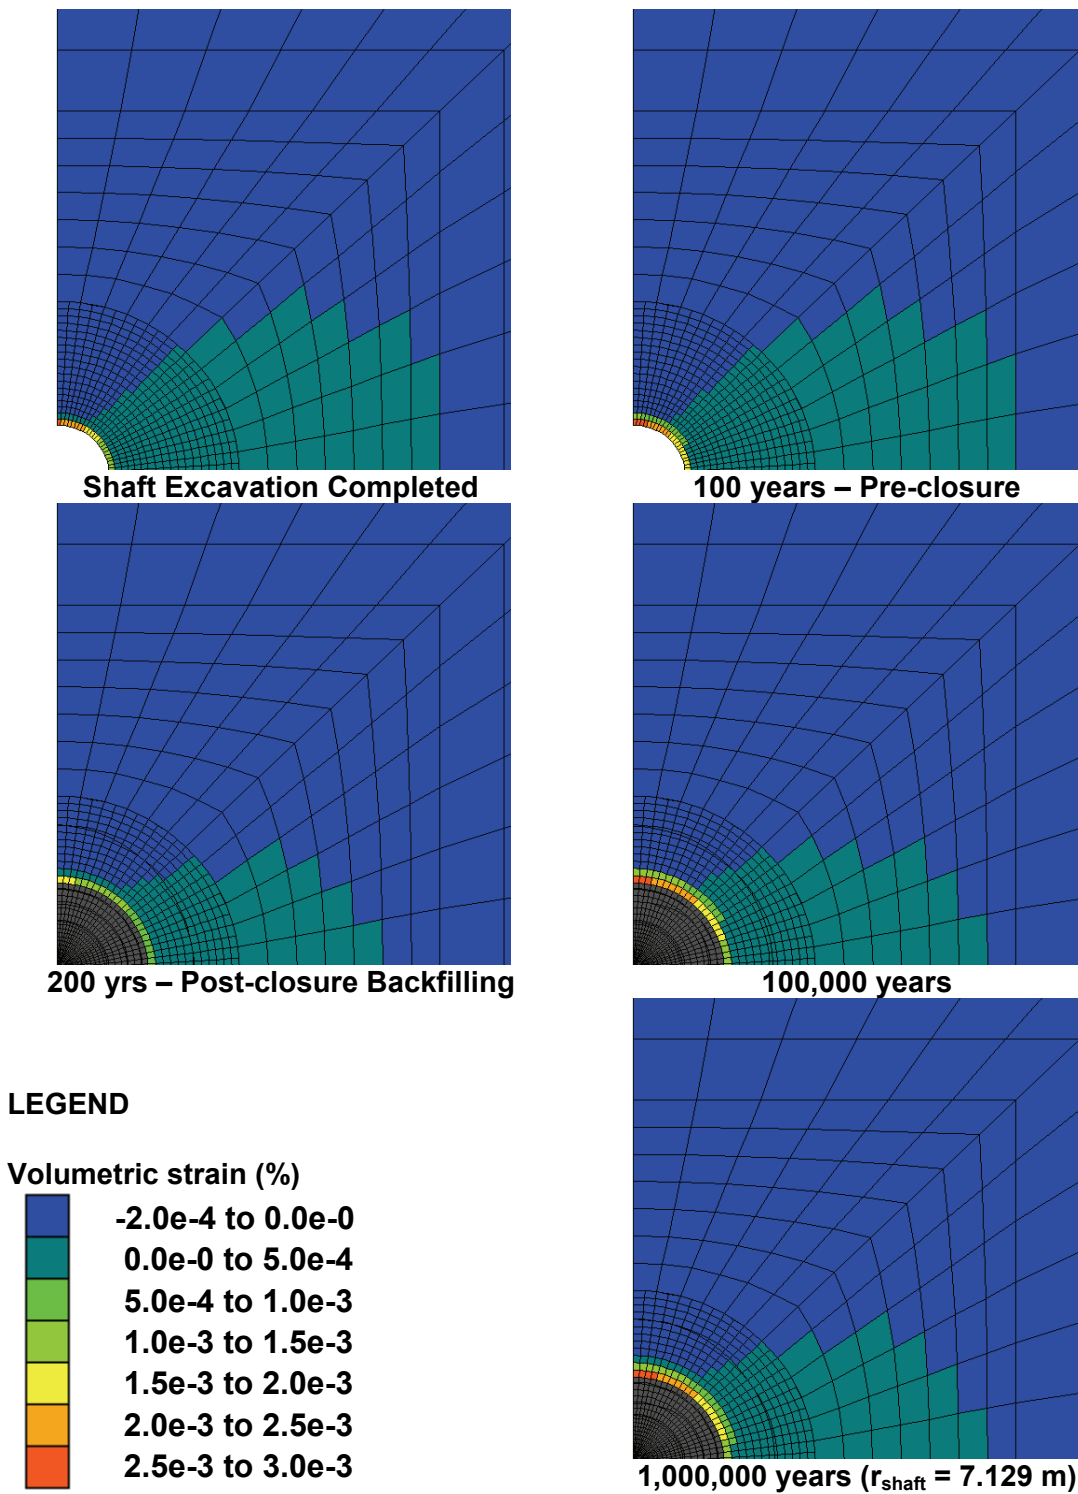 Shaft Excavation Completed
100 years – Pre-closure
200 yrs – Post-closure Backfilling
100,000 years
LEGEND
Volumetric strain (%)
-2.0e-4 to 0.0e-0
0.0e-0 to 5.0e-4
5.0e-4 to 1.0e-3
1.0e-3 to 1.5e-3
1.5e-3 to 2.0e-3
2.0e-3 to 2.5e-3
2.5e-3 to 3.0e-3
1,000,000 years (rshaft = 7.129 m)